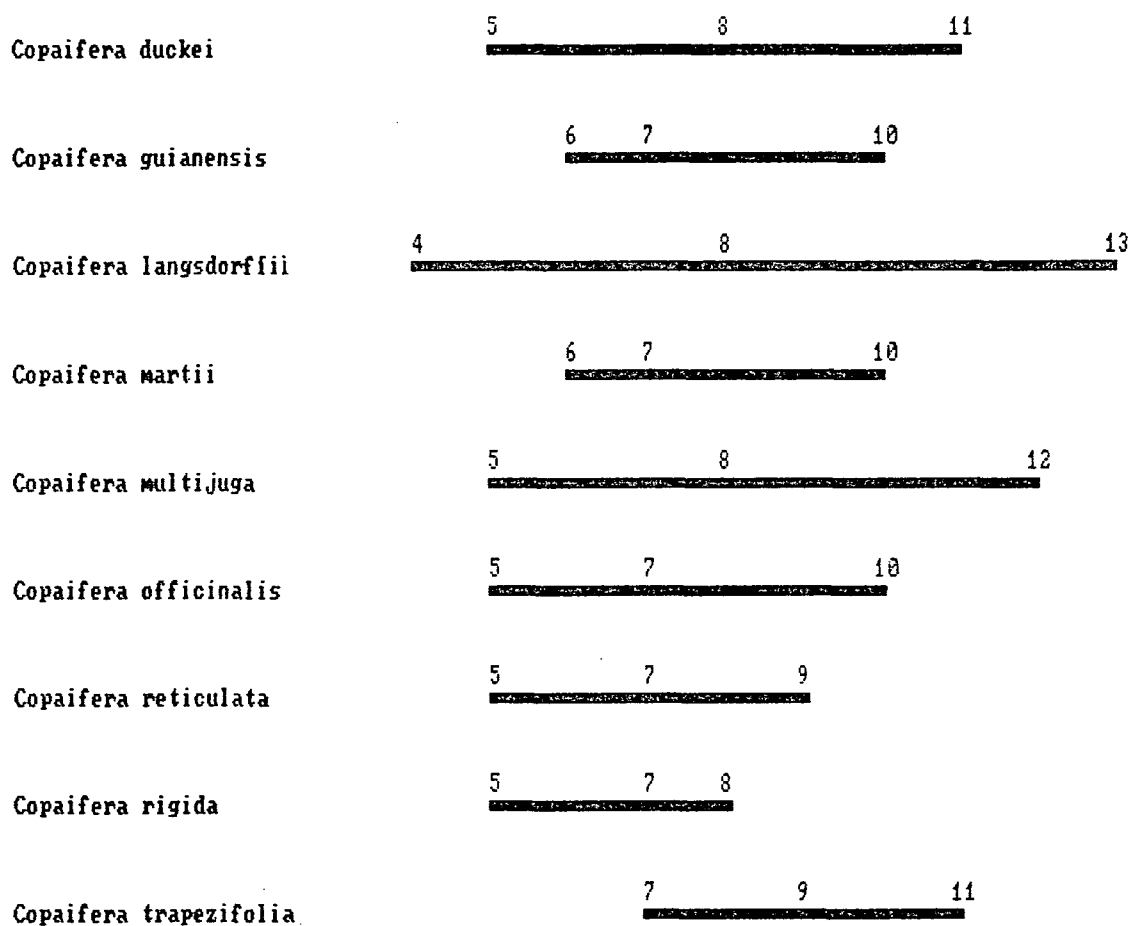 5 8 11
Copaifera duckei
6 7 10
Copaifera guianensis
4 8 13
Copaifera langsdorffii
6 7 10
Copaifera martii
5 8 12
Copaifera multijuga
5 7 10
Copaifera officinalis
5 7 9
Copaifera reticulata
5 7 8
Copaifera rigida
7 9 11
Copaifera trapezifolia